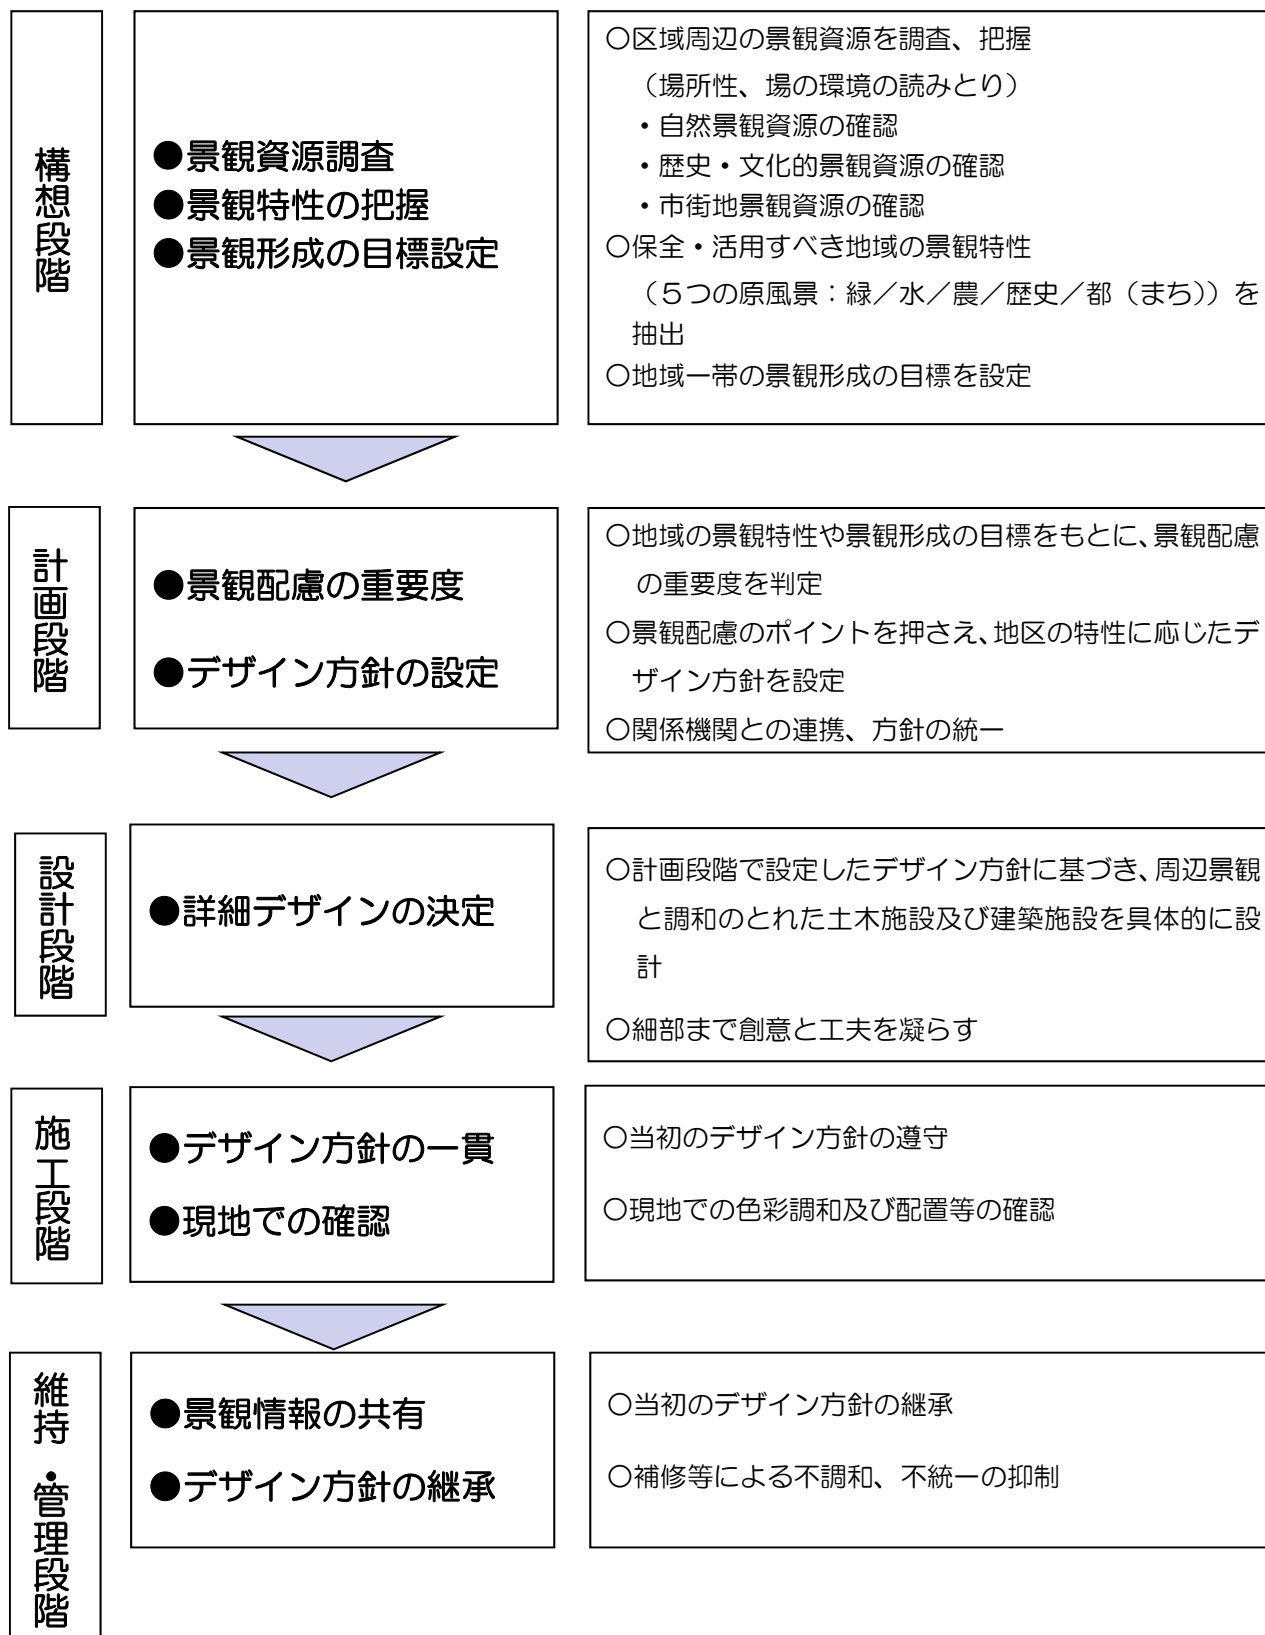 構想段階
●景観資源調査
●景観特性の把握
●景観形成の目標設定
○区域周辺の景観資源を調査、把握
（場所性、場の環境の読みとり）
・自然景観資源の確認
・歴史・文化的景観資源の確認
・市街地景観資源の確認
○保全・活用すべき地域の景観特性
（５つの原風景：緑／水／農／歴史／都（まち））を
抽出
○地域一帯の景観形成の目標を設定
計画段階
●景観配慮の重要度
●デザイン方針の設定
○地域の景観特性や景観形成の目標をもとに、景観配慮
の重要度を判定
○景観配慮のポイントを押さえ、地区の特性に応じたデ
ザイン方針を設定
○関係機関との連携、方針の統一
設計段階
●詳細デザインの決定
○計画段階で設定したデザイン方針に基づき、周辺景観
と調和のとれた土木施設及び建築施設を具体的に設
計
○細部まで創意と工夫を凝らす
施工段階
●デザイン方針の一貫
●現地での確認
○当初のデザイン方針の遵守
○現地での色彩調和及び配置等の確認
維持・管理段階
●景観情報の共有
●デザイン方針の継承
○当初のデザイン方針の継承
○補修等による不調和、不統一の抑制